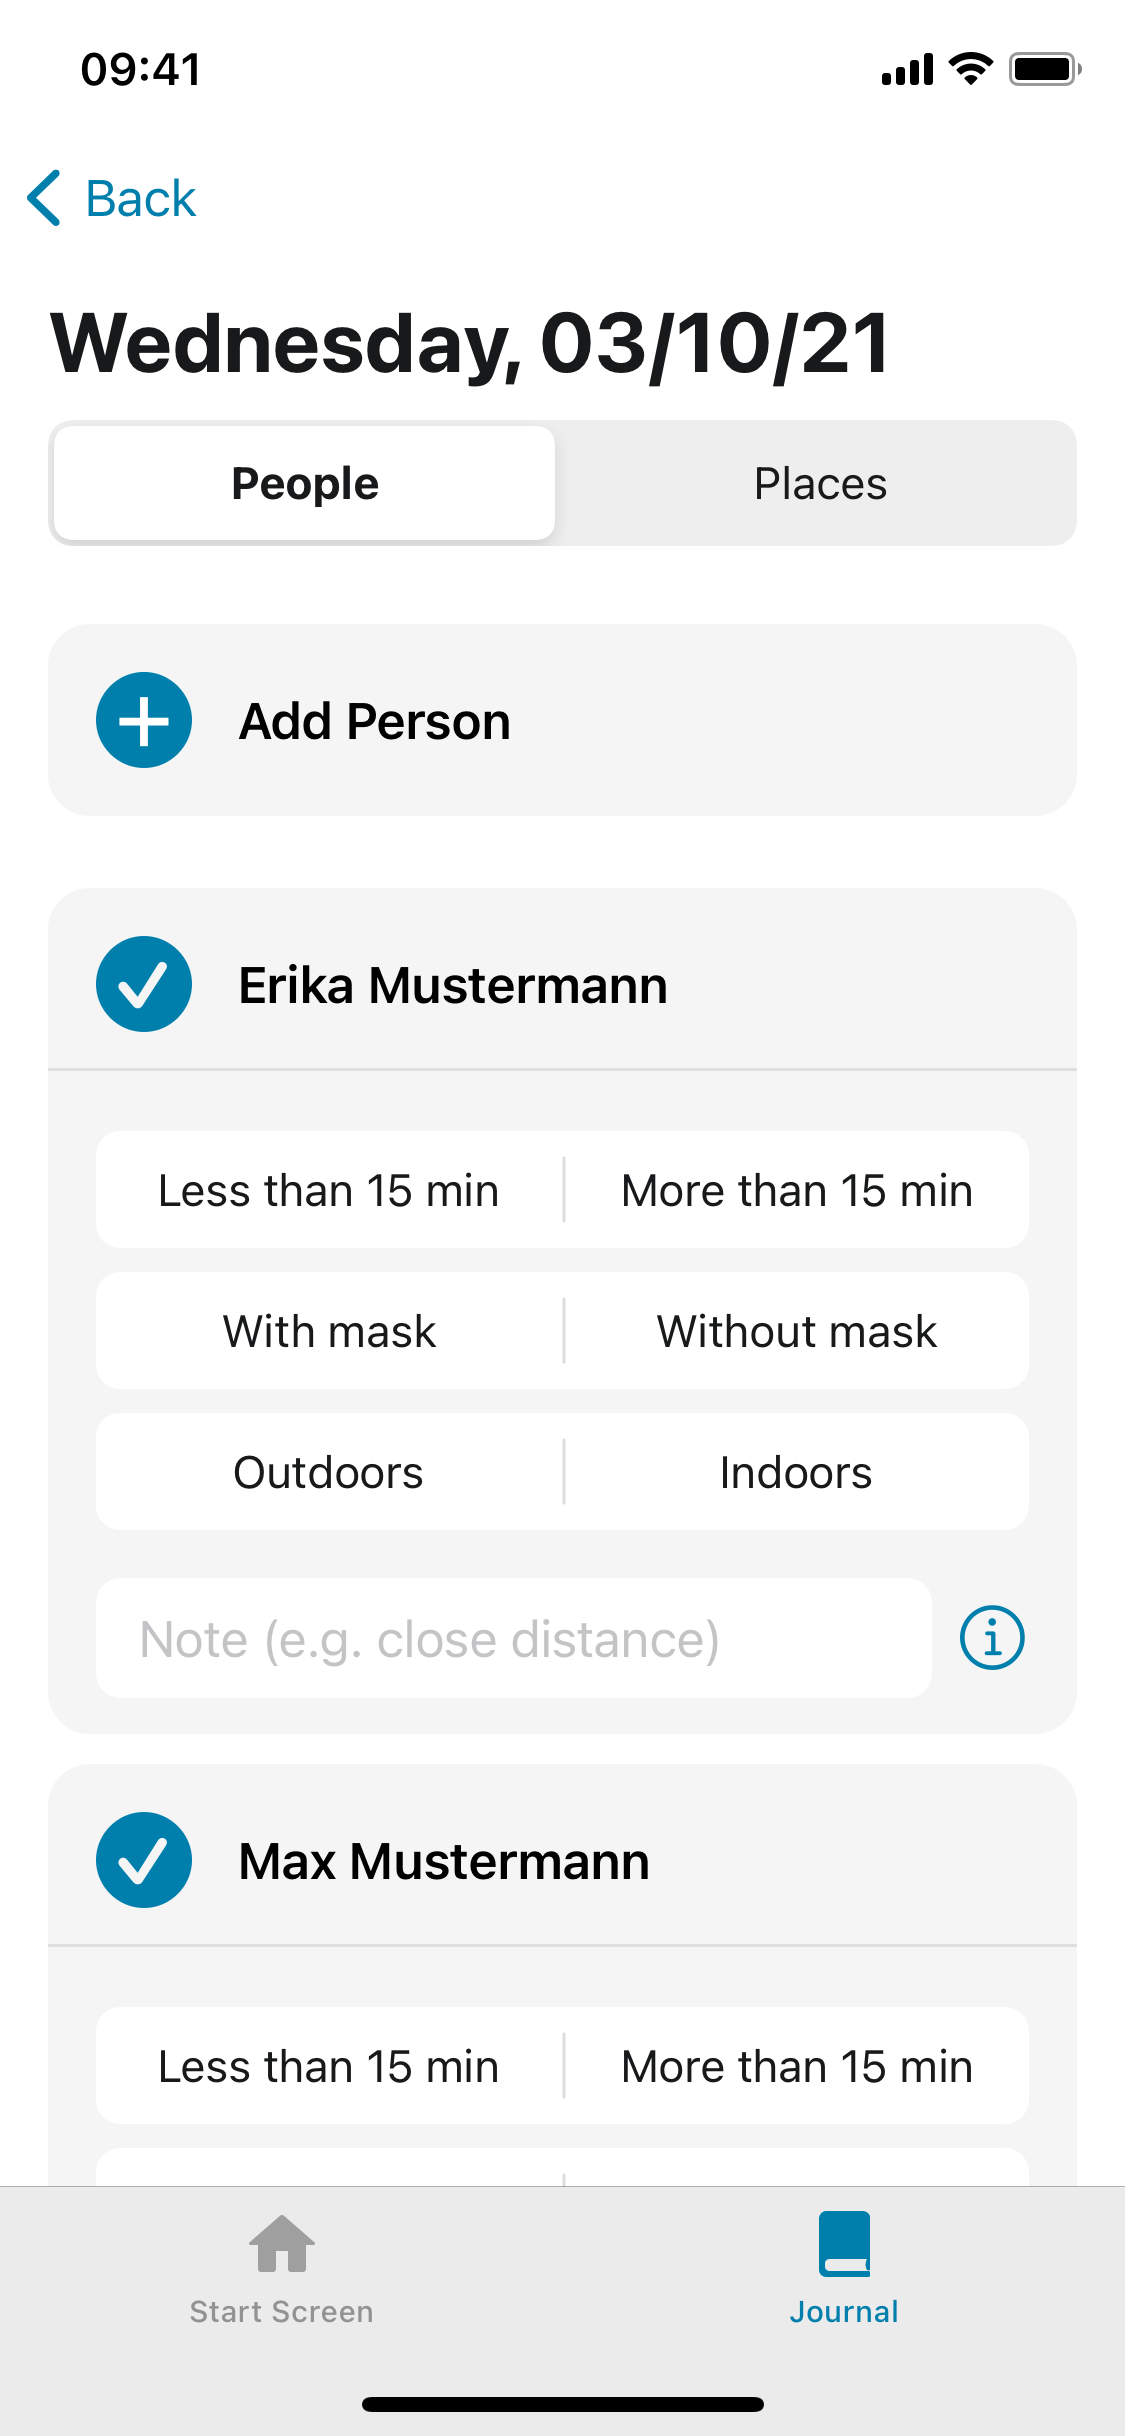 09:41
Back
Wednesday, 03/10/21
People Places
Add Person
Erika Mustermann
Less than 15 min More than 15 min
With mask Without mask
Outdoors Indoors
Note (e.g. close distance)
Max Mustermann
Less than 15 min More than 15 min
Start Screen Journal